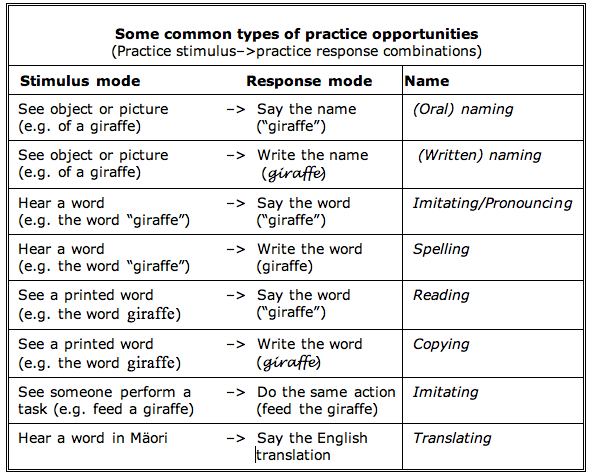 Some common types of practice opportunities
(Practice stimulus–>practice response combinations)
Stimulus mode Response mode Name
See object or picture –> Say the name (Oral) naming
(e.g. of a giraffe) (“giraffe”)
See object or picture –> Write the name (Written) naming
(e.g. of a giraffe) (giraffe)
Hear a word –> Say the word Imitating/Pronouncing
(e.g. the word “giraffe”) (“giraffe”)
Hear a word –> Write the word Spelling
(e.g. the word “giraffe”) (giraffe)
See a printed word –> Say the word Reading
(e.g. the word giraffe) (“giraffe”)
See a printed word –> Write the word Copying
(e.g. the word giraffe) (giraffe)
See someone perform a –> Do the same action Imitating
task (e.g. feed a giraffe) (feed the giraffe)
Hear a word in Mäori –> Say the English Translating
translation